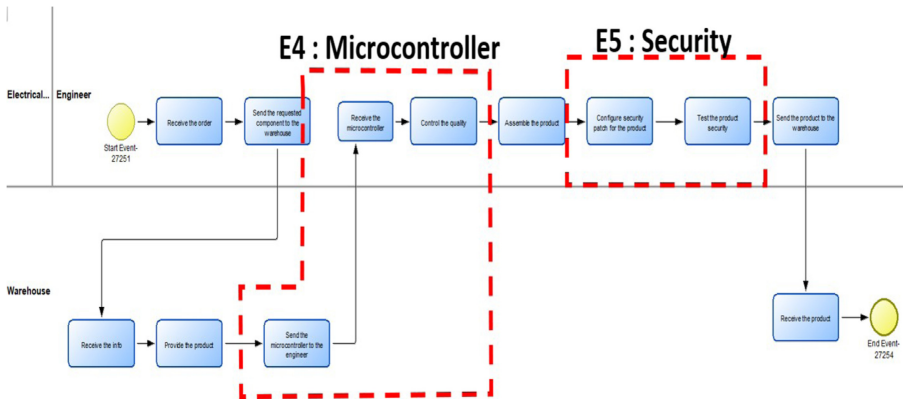 E4 : Microcontroller
E5 : Security
Electrical... Engineer
Start Event-
27251
Receive the order
Send the requested
component to the
warehouse
Receive the
microcontroller
Control the quality
Assemble the product
Configure security
patch for the product
Test the product
security
Send the product to the
warehouse
Warehouse
Receive the info
Provide the product
Send the
microcontroller to the
engineer
Receive the product
End Event-
27254